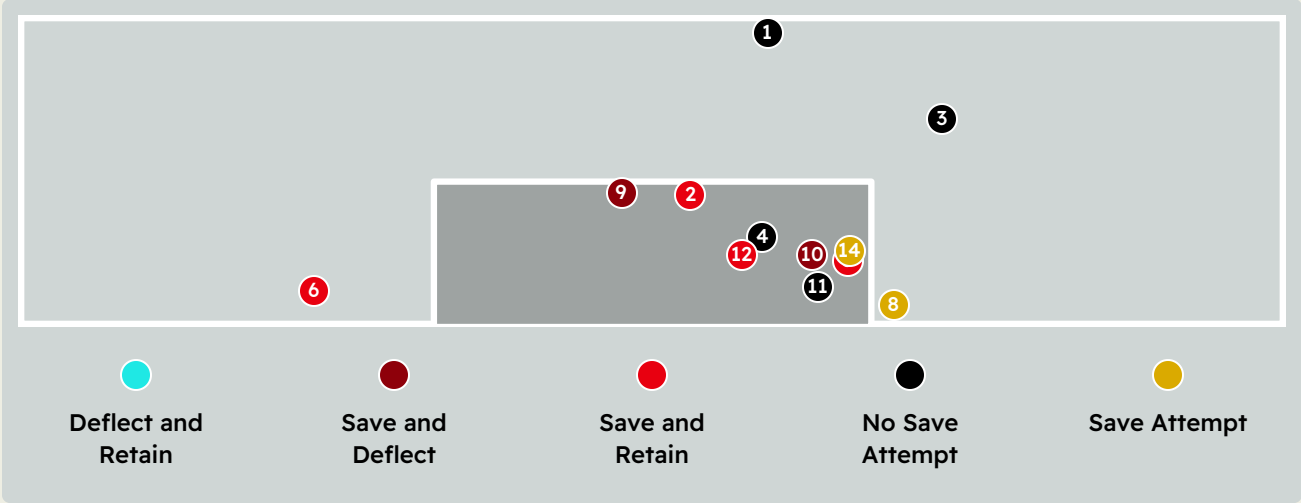 1
3
9
2
4
12
10
14
11
6
8
Deflect and
Retain
Save and
Deflect
Save and
Retain
No Save
Attempt
Save Attempt